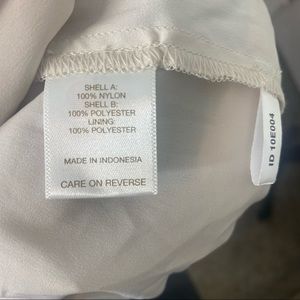 SHELL A:
100% NYLON
SHELL B:
100% POLYESTER
LINING:
100% POLYESTER
MADE IN INDONESIA
CARE ON REVERSE
ID 10E004